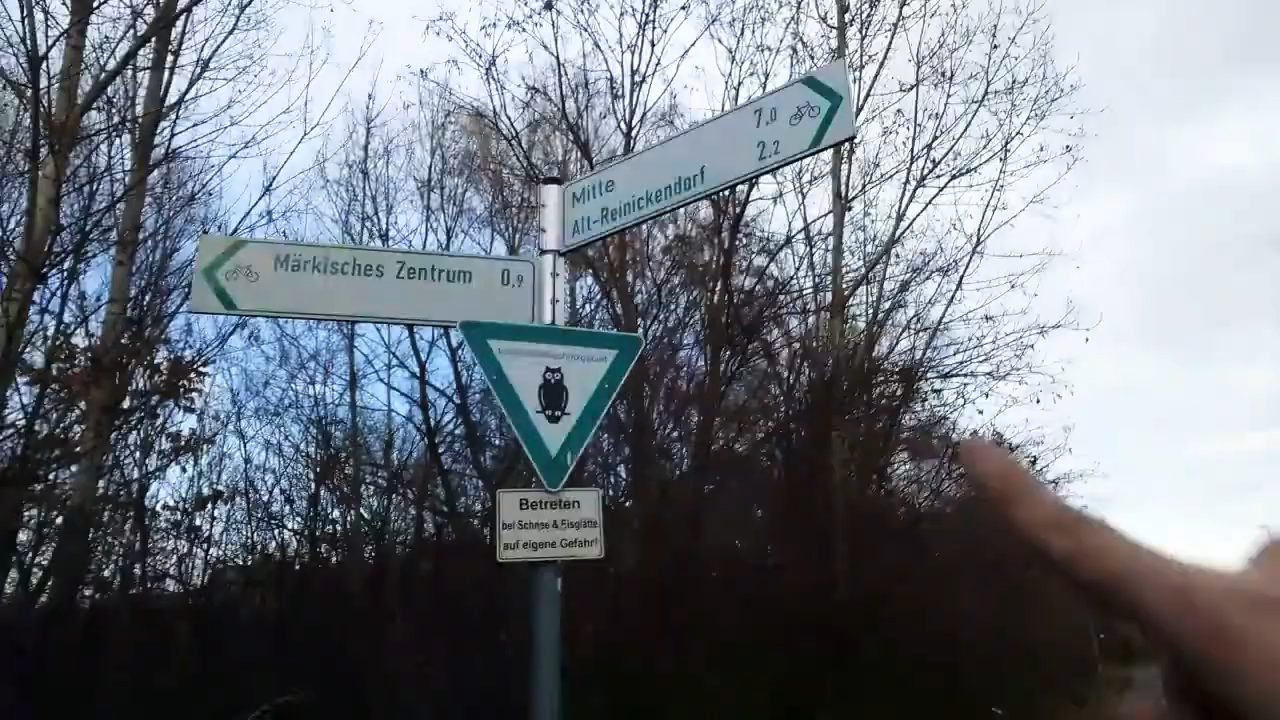 Mitte 7,0
Alt-Reinickendorf 2,2
Märkisches Zentrum 0,9
Betreten
bei Schnee & Eisglätte
auf eigene Gefahr!